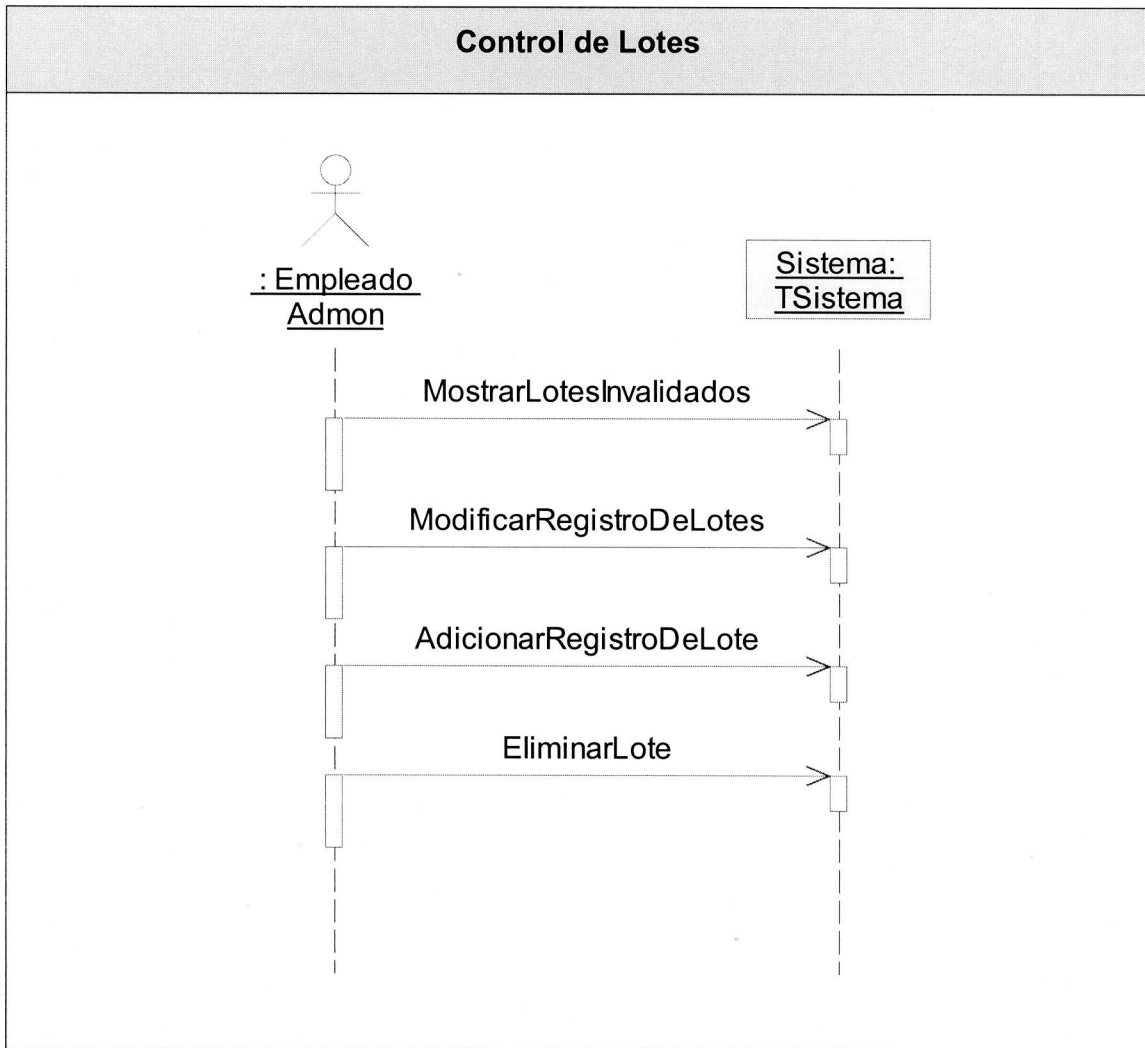 Control de Lotes
: Empleado
Admon
Sistema:
TSistema
MostrarLotesInvalidados
ModificarRegistroDeLotes
AdicionarRegistroDeLote
EliminarLote